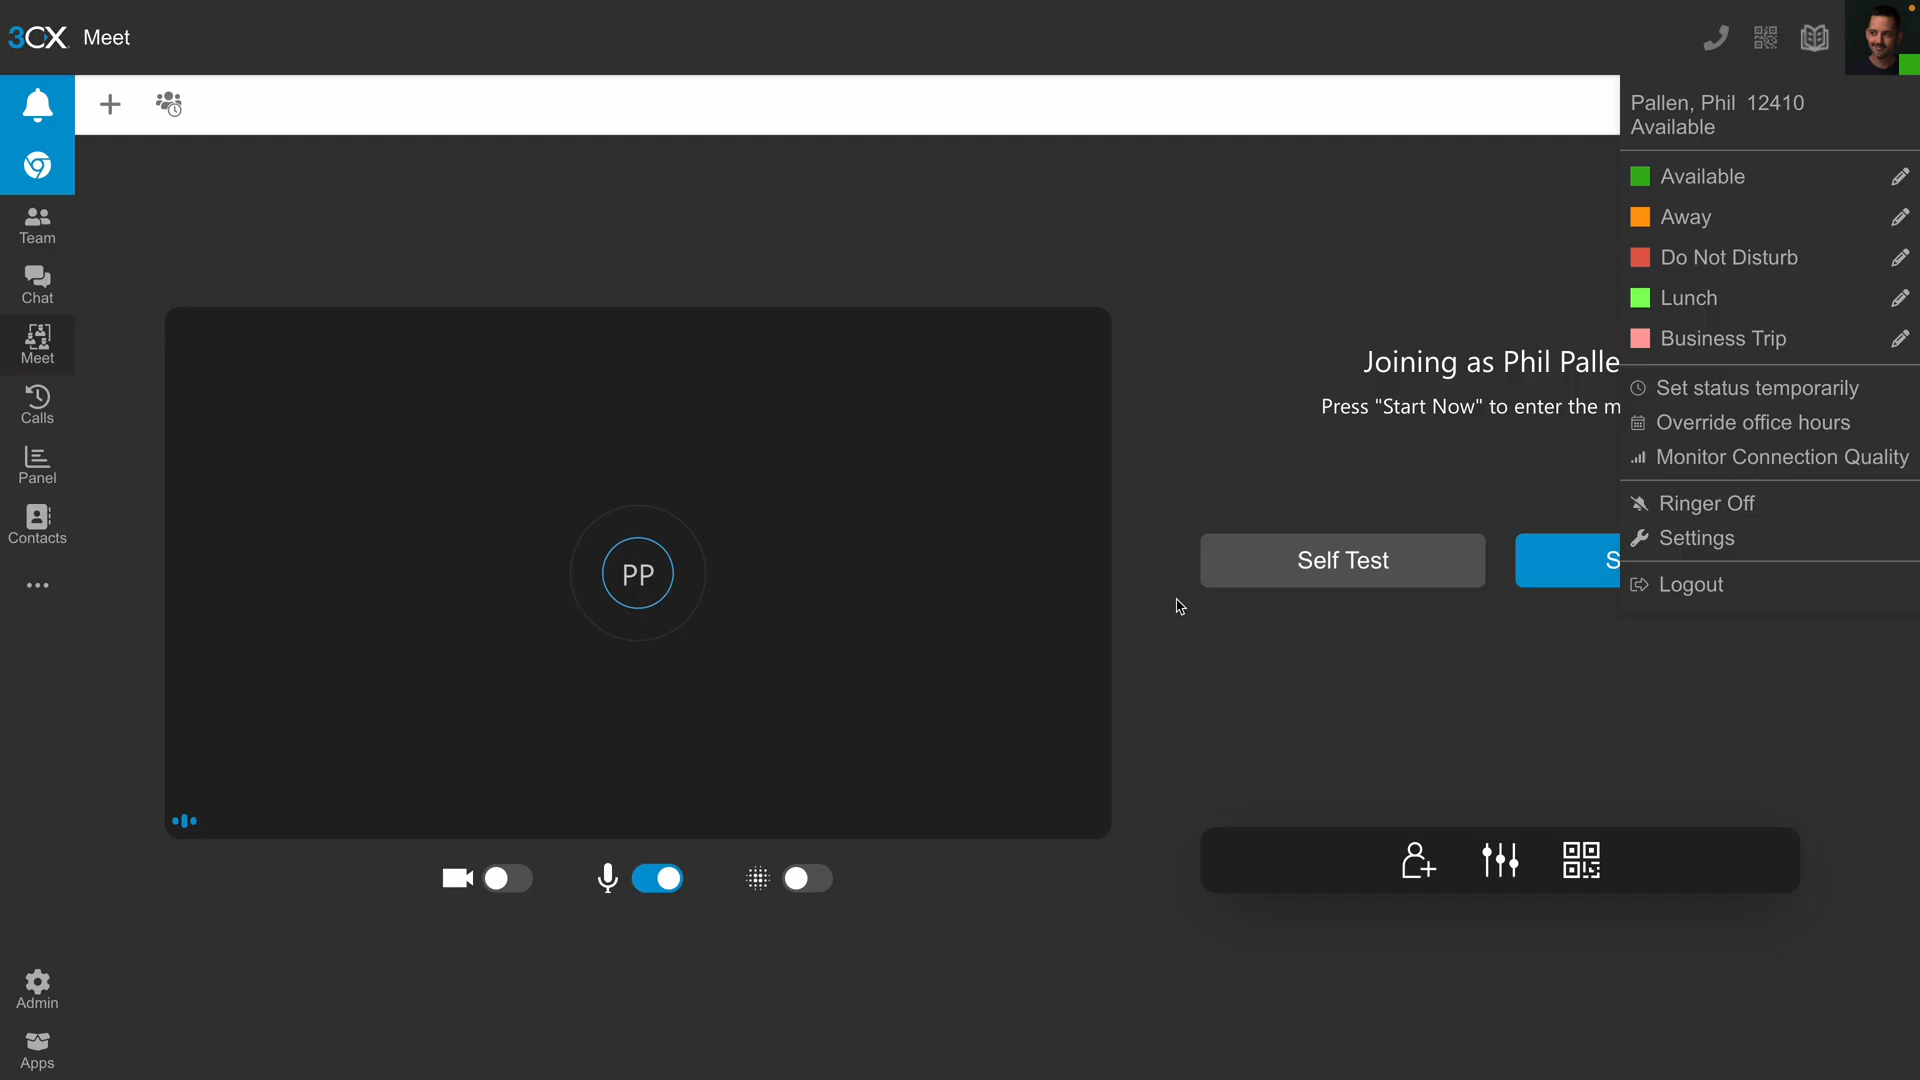 3CX Meet
Pallen, Phil 12410
Available
Available
Away
Do Not Disturb
Lunch
Business Trip
Set status temporarily
Override office hours
Monitor Connection Quality
Ringer Off
Settings
Logout
Team
Chat
Meet
Calls
Panel
Contacts
Admin
Apps
PP
Joining as Phil Palle
Press "Start Now" to enter the m
Self Test
S